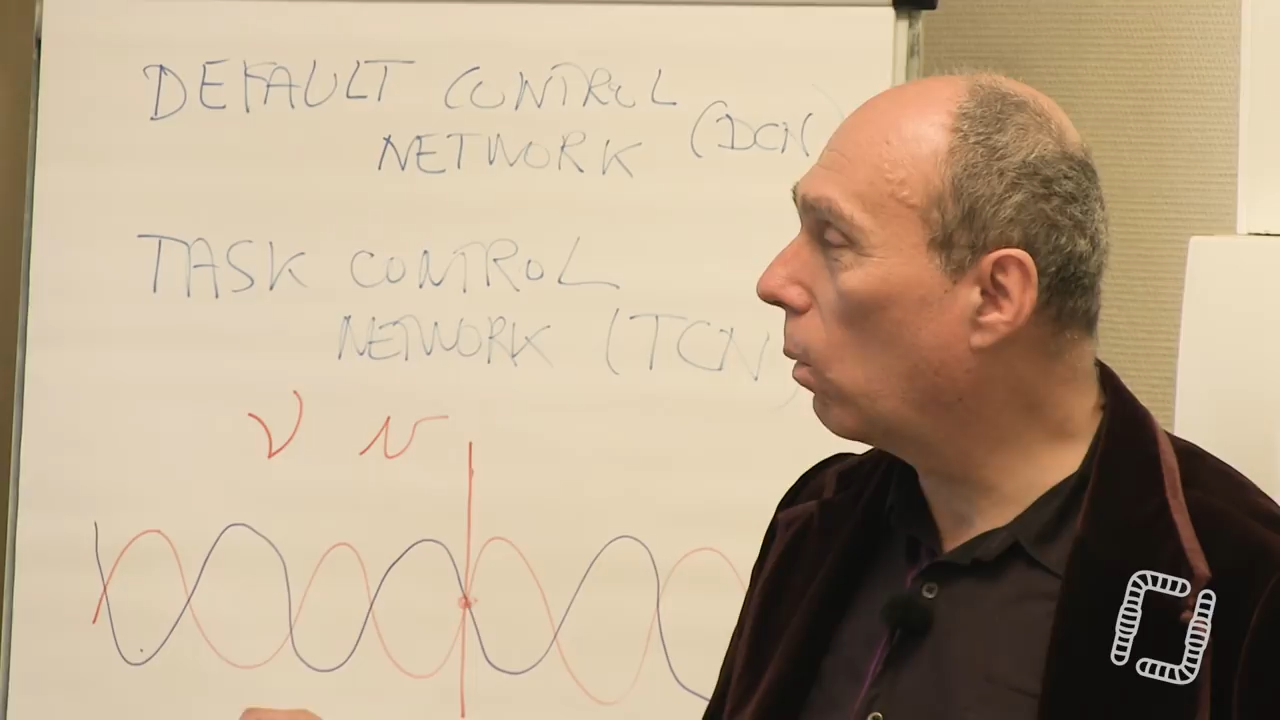 DEFAULT CONTROL
NETWORK (DCN
TASK CONTROL
NETWORK (TCN